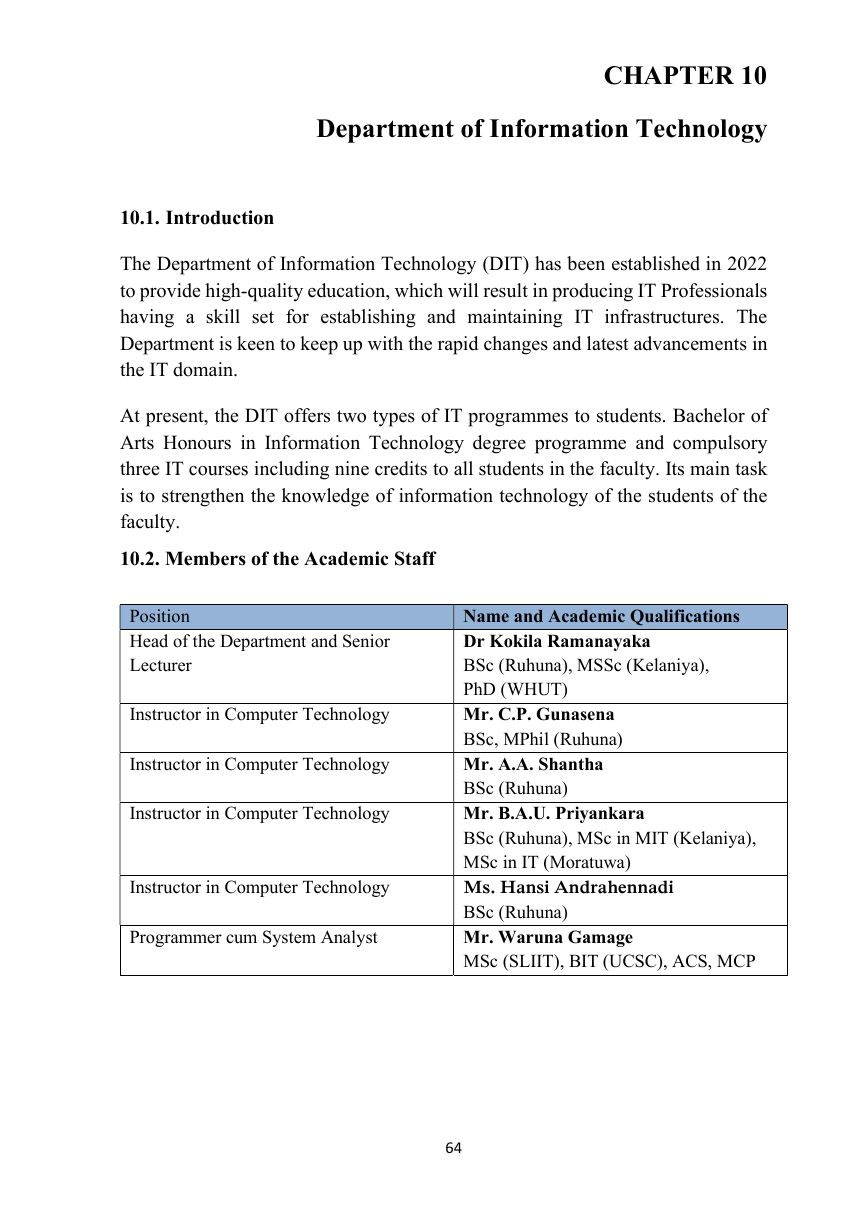 CHAPTER 10
Department of Information Technology
10.1. Introduction
The Department of Information Technology (DIT) has been established in 2022
to provide high-quality education, which will result in producing IT Professionals
having a skill set for establishing and maintaining IT infrastructures. The
Department is keen to keep up with the rapid changes and latest advancements in
the IT domain.
At present, the DIT offers two types of IT programmes to students. Bachelor of
Arts Honours in Information Technology degree programme and compulsory
three IT courses including nine credits to all students in the faculty. Its main task
is to strengthen the knowledge of information technology of the students of the
faculty.
10.2. Members of the Academic Staff
Position
Name and Academic Qualifications
Head of the Department and Senior
Lecturer
Dr Kokila Ramanayaka
BSc (Ruhuna), MSSc (Kelaniya),
PhD (WHUT)
Instructor in Computer Technology
Mr. C.P. Gunasena
BSc, MPhil (Ruhuna)
Instructor in Computer Technology
Mr. A.A. Shantha
BSc (Ruhuna)
Instructor in Computer Technology
Mr. B.A.U. Priyankara
BSc (Ruhuna), MSc in MIT (Kelaniya),
MSc in IT (Moratuwa)
Instructor in Computer Technology
Ms. Hansi Andrahennadi
BSc (Ruhuna)
Programmer cum System Analyst
Mr. Waruna Gamage
MSc (SLIIT), BIT (UCSC), ACS, MCP
64